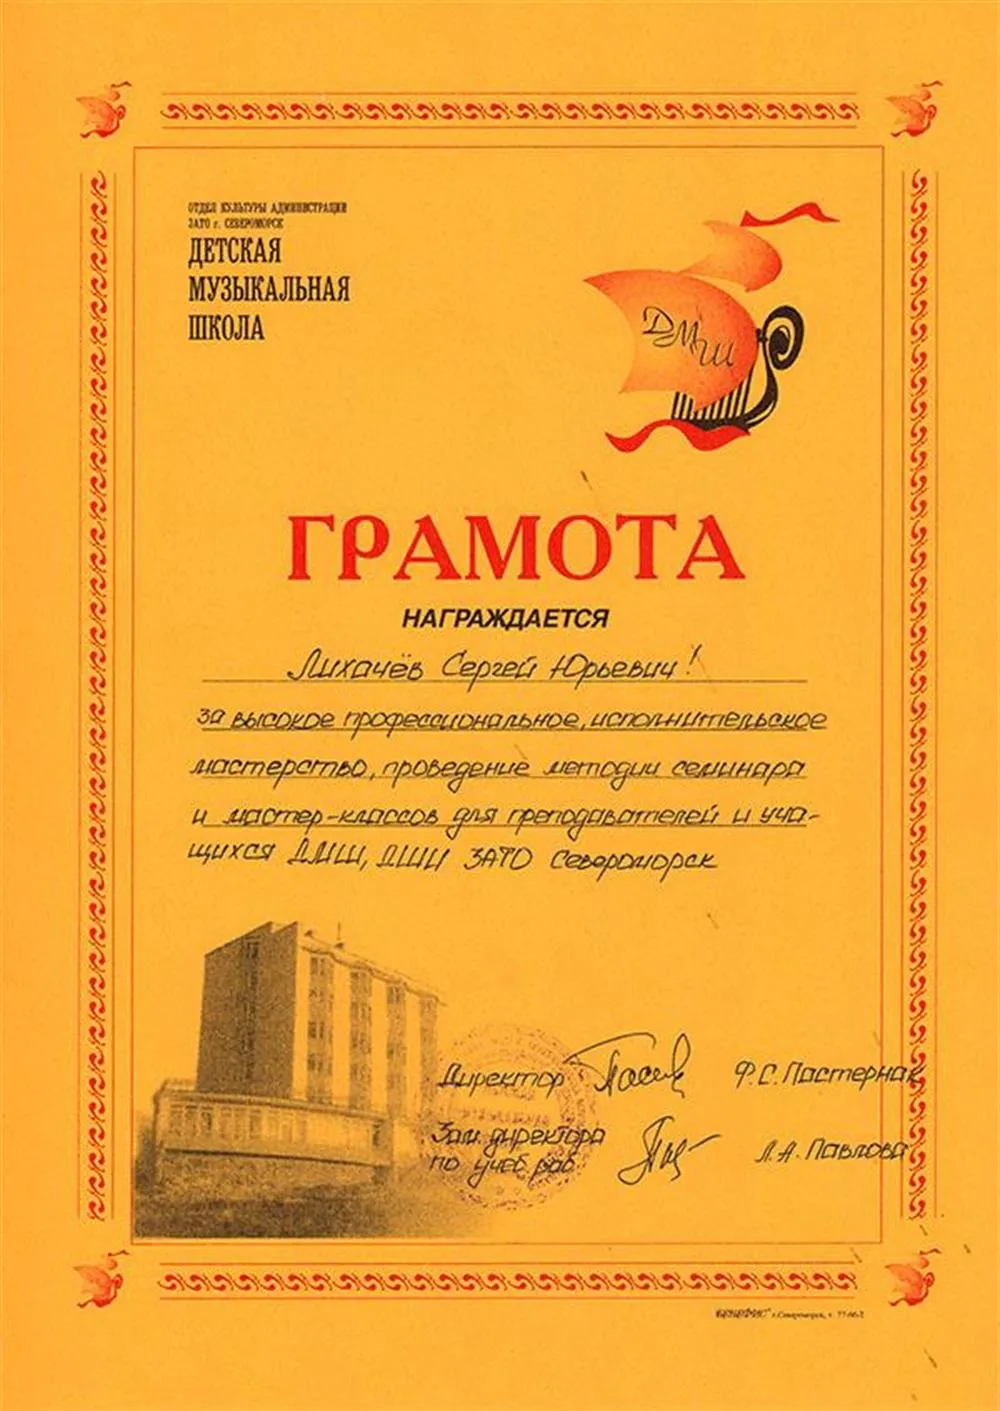 ОТДЕЛ КУЛЬТУРЫ АДМИНИСТРАЦИИ
ЗАТО г. СЕВЕРОМОРСК
ДЕТСКАЯ
МУЗЫКАЛЬНАЯ
ШКОЛА
ДМШ
ГРАМОТА
НАГРАЖДАЕТСЯ
Лихачёв Сергей Юрьевич!
за высокое профессиональное, исполнительское
мастерство, проведение методич семинара
и мастер-классов для преподавателей и уча-
щихся ДМШ, ДШИ ЗАТО Североморск
Директор Ф.С. Пастернак
Зам. директора
по учеб. раб. Л.А. Павлова
г.Североморск, т.